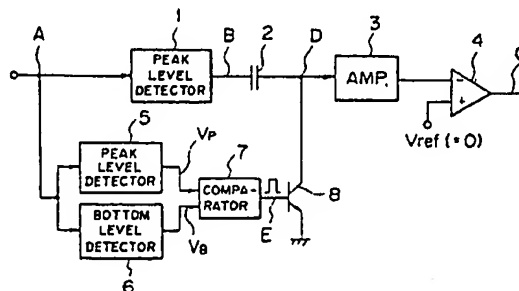 1
A
PEAK
LEVEL
DETECTOR
B
2
D
3
AMP.
4
C
Vref (=0)
5
PEAK
LEVEL
DETECTOR
VP
7
COMPA-
RATOR
E
8
BOTTOM
LEVEL
DETECTOR
VB
6